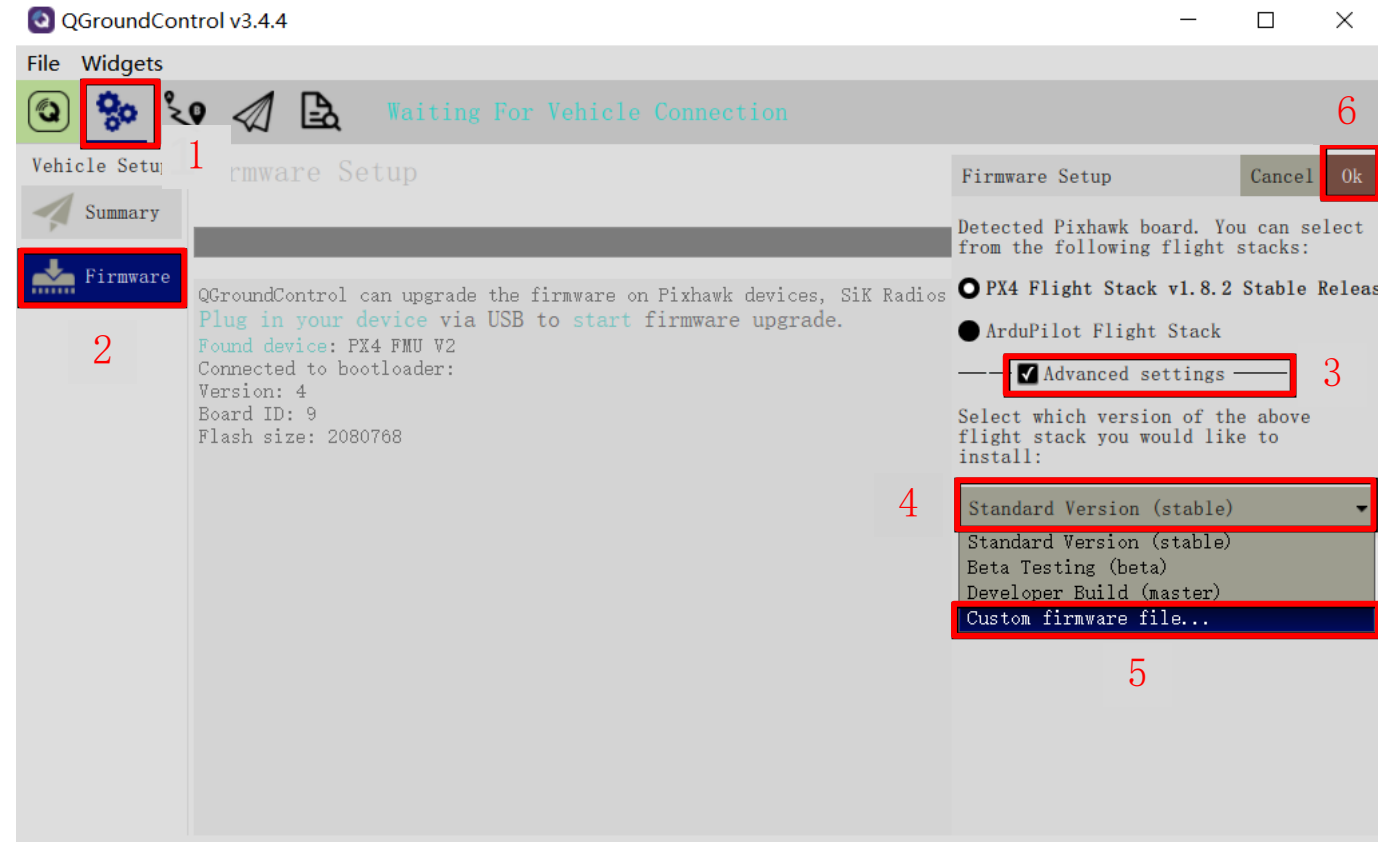 QGroundControl v3.4.4
File Widgets
Waiting For Vehicle Connection
6
1
Vehicle Setu
rmware Setup
Firmware Setup
Cancel
Ok
Summary
Firmware
2
Detected Pixhawk board. You can select
from the following flight stacks:
PX4 Flight Stack v1.8.2 Stable Releas
ArduPilot Flight Stack
Advanced settings
3
QGroundControl can upgrade the firmware on Pixhawk devices, SiK Radios
Plug in your device via USB to start firmware upgrade.
Found device: PX4 FMU V2
Connected to bootloader:
Version: 4
Board ID: 9
Flash size: 2080768
Select which version of the above
flight stack you would like to
install:
4
Standard Version (stable)
Standard Version (stable)
Beta Testing (beta)
Developer Build (master)
Custom firmware file...
5